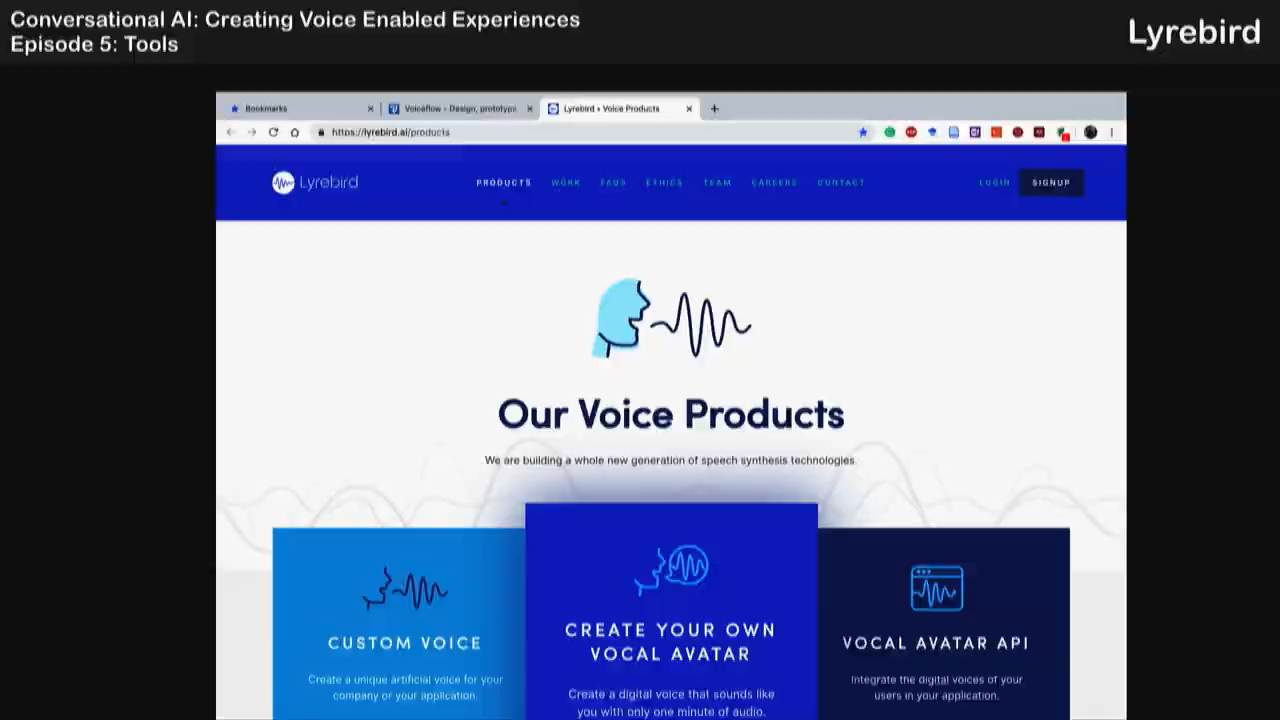 Conversational AI: Creating Voice Enabled Experiences
Episode 5: Tools
Lyrebird
Bookmarks
Voiceflow - Design, prototype
Lyrebird • Voice Products
https://lyrebird.ai/products
Lyrebird
PRODUCTS WORK FAQS ETHICS TEAM CAREERS CONTACT LOGIN SIGNUP
Our Voice Products
We are building a whole new generation of speech synthesis technologies.
CUSTOM VOICE
Create a unique artificial voice for your
company or your application.
CREATE YOUR OWN
VOCAL AVATAR
Create a digital voice that sounds like
you with only one minute of audio.
VOCAL AVATAR API
Integrate the digital voices of your
users in your application.